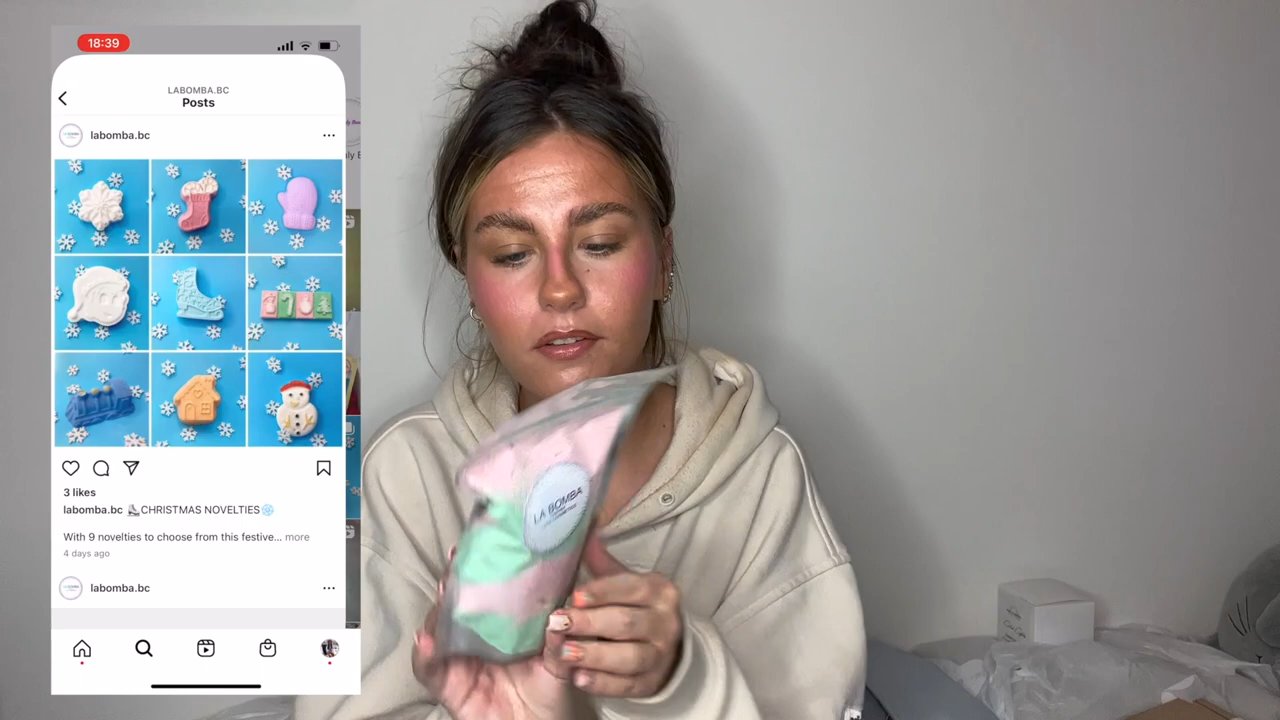 18:39
LABOMBA.BC
Posts
labomba.bc
3 likes
labomba.bc ⛸️CHRISTMAS NOVELTIES❄️
With 9 novelties to choose from this festive... more
4 days ago
labomba.bc
LA BOMBA